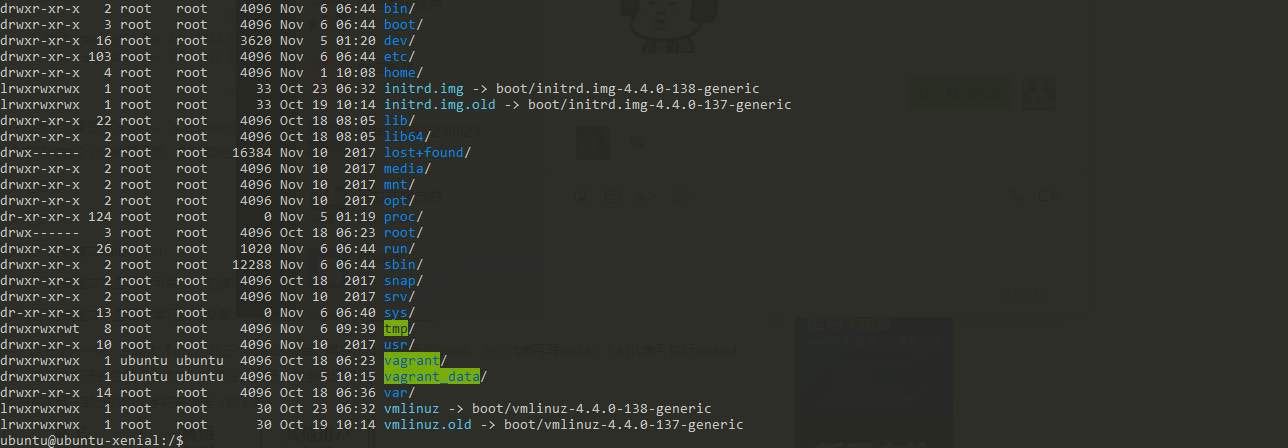 drwxr-xr-x   2 root   root    4096 Nov  6 06:44 bin/
drwxr-xr-x   3 root   root    4096 Nov  6 06:44 boot/
drwxr-xr-x  16 root   root    3620 Nov  5 01:20 dev/
drwxr-xr-x 103 root   root    4096 Nov  6 06:44 etc/
drwxr-xr-x   4 root   root    4096 Nov  1 10:08 home/
lrwxrwxrwx   1 root   root      33 Oct 23 06:32 initrd.img -> boot/initrd.img-4.4.0-138-generic
lrwxrwxrwx   1 root   root      33 Oct 19 10:14 initrd.img.old -> boot/initrd.img-4.4.0-137-generic
drwxr-xr-x  22 root   root    4096 Oct 18 08:05 lib/
drwxr-xr-x   2 root   root    4096 Oct 18 08:05 lib64/
drwx------   2 root   root   16384 Nov 10  2017 lost+found/
drwxr-xr-x   2 root   root    4096 Nov 10  2017 media/
drwxr-xr-x   2 root   root    4096 Nov 10  2017 mnt/
drwxr-xr-x   2 root   root    4096 Nov 10  2017 opt/
dr-xr-xr-x 124 root   root       0 Nov  5 01:19 proc/
drwx------   3 root   root    4096 Oct 18 06:23 root/
drwxr-xr-x  26 root   root    1020 Nov  6 06:44 run/
drwxr-xr-x   2 root   root   12288 Nov  6 06:44 sbin/
drwxr-xr-x   2 root   root    4096 Oct 18  2017 snap/
drwxr-xr-x   2 root   root    4096 Nov 10  2017 srv/
dr-xr-xr-x  13 root   root       0 Nov  6 06:40 sys/
drwxrwxrwt   8 root   root    4096 Nov  6 09:39 tmp/
drwxr-xr-x  10 root   root    4096 Nov 10  2017 usr/
drwxrwxrwx   1 ubuntu ubuntu  4096 Oct 18 06:23 vagrant/
drwxrwxrwx   1 ubuntu ubuntu  4096 Nov  5 10:15 vagrant_data/
drwxr-xr-x  14 root   root    4096 Oct 18 06:36 var/
lrwxrwxrwx   1 root   root      30 Oct 23 06:32 vmlinuz -> boot/vmlinuz-4.4.0-138-generic
lrwxrwxrwx   1 root   root      30 Oct 19 10:14 vmlinuz.old -> boot/vmlinuz-4.4.0-137-generic
ubuntu@ubuntu-xenial:/$